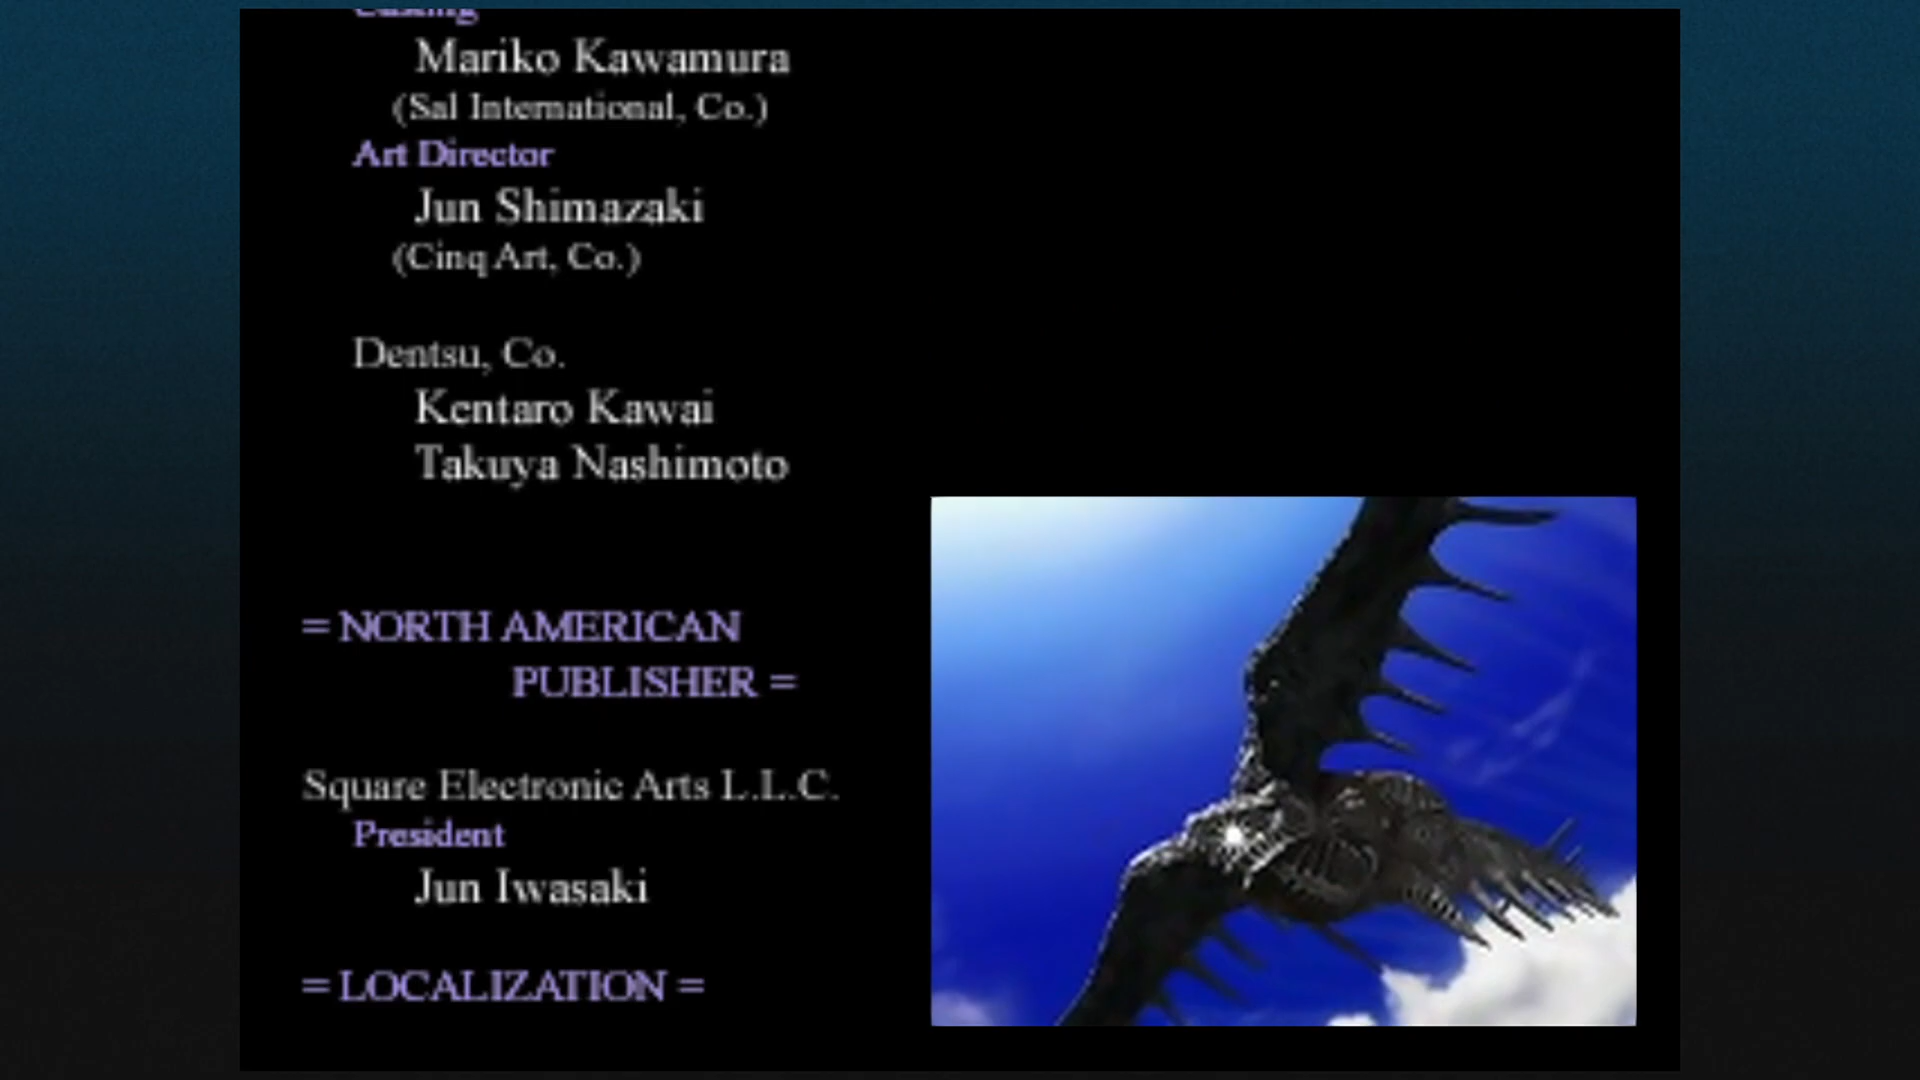 Casting
Mariko Kawamura
(Sal International, Co.)
Art Director
Jun Shimazaki
(Cinq Art, Co.)
Dentsu, Co.
Kentaro Kawai
Takuya Nashimoto
= NORTH AMERICAN
PUBLISHER =
Square Electronic Arts L.L.C.
President
Jun Iwasaki
= LOCALIZATION =